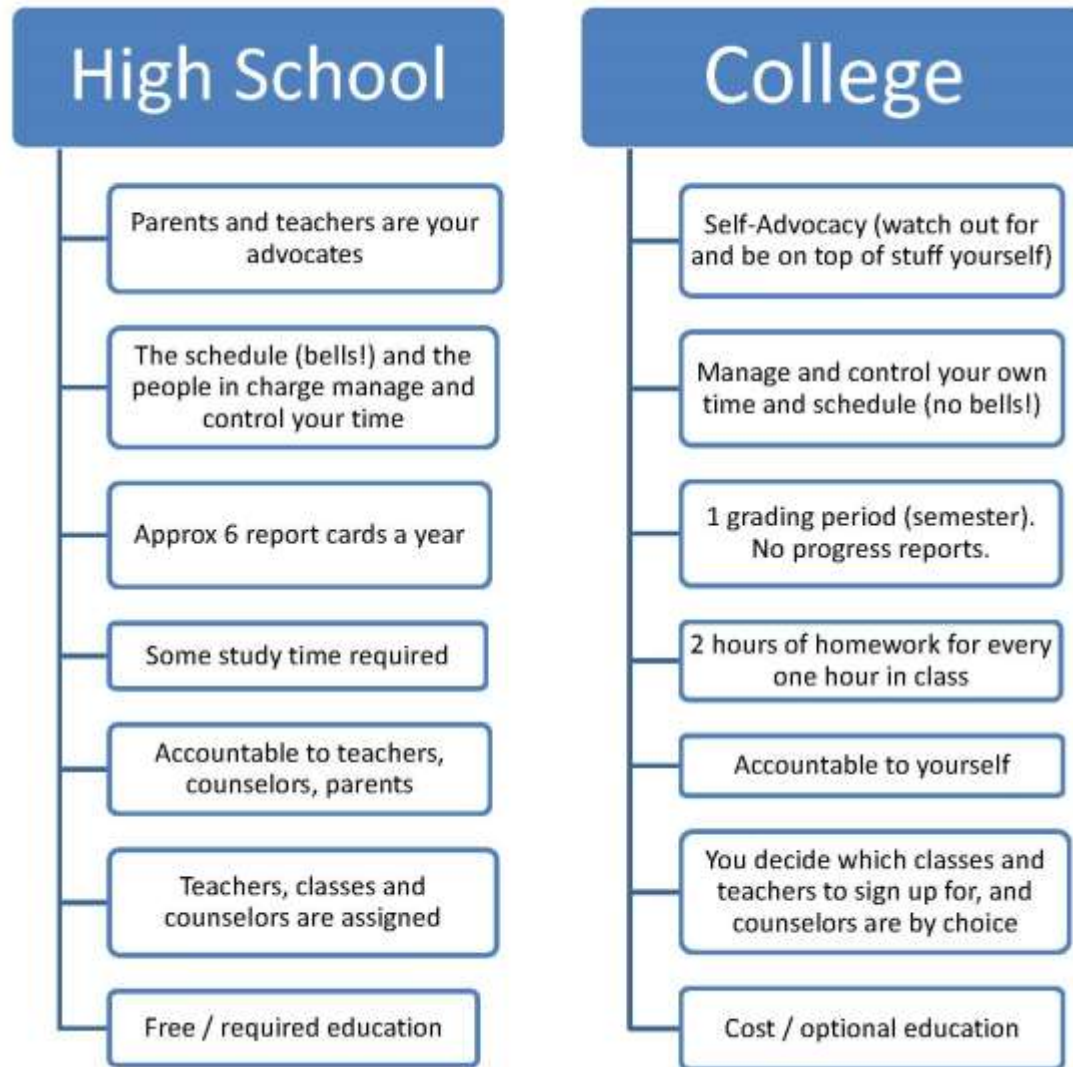 High School
Parents and teachers are your
advocates
The schedule (bells!) and the
people in charge manage and
control your time
Approx 6 report cards a year
Some study time required
Accountable to teachers,
counselors, parents
Teachers, classes and
counselors are assigned
Free / required education
College
Self-Advocacy (watch out for
and be on top of stuff yourself)
Manage and control your own
time and schedule (no bells!)
1 grading period (semester).
No progress reports.
2 hours of homework for every
one hour in class
Accountable to yourself
You decide which classes and
teachers to sign up for, and
counselors are by choice
Cost / optional education